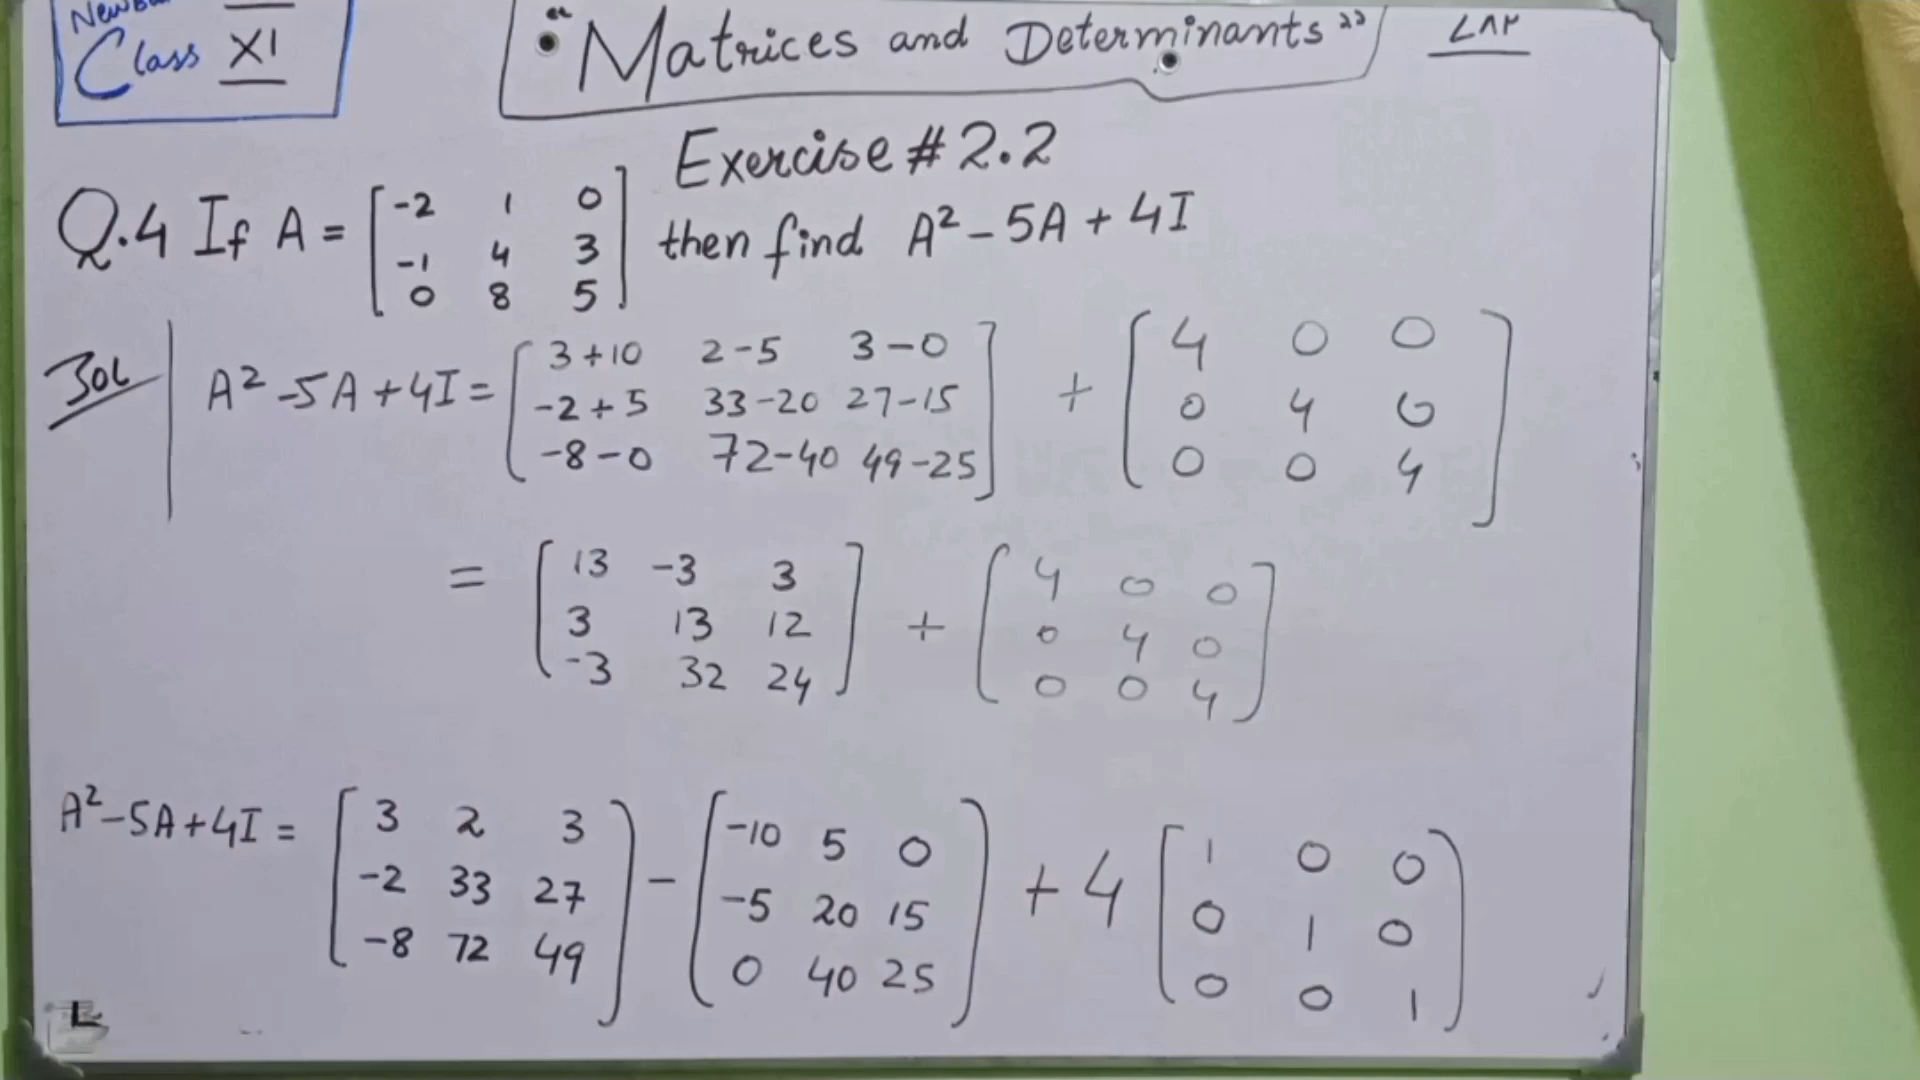 Class XI
"Matrices and Determinants"
Exercise # 2.2
Q.4 If A = [ -2 1 0
-1 4 3
0 8 5 ] then find A² - 5A + 4I
Sol
A² - 5A + 4I = [ 3+10 2-5 3-0
-2+5 33-20 27-15
-8-0 72-40 49-25 ] + [ 4 0 0
0 4 0
0 0 4 ]
= [ 13 -3 3
3 13 12
-3 32 24 ] + [ 4 0 0
0 4 0
0 0 4 ]
A² - 5A + 4I = [ 3 2 3
-2 33 27
-8 72 49 ] - [ -10 5 0
-5 20 15
0 40 25 ] + 4 [ 1 0 0
0 1 0
0 0 1 ]